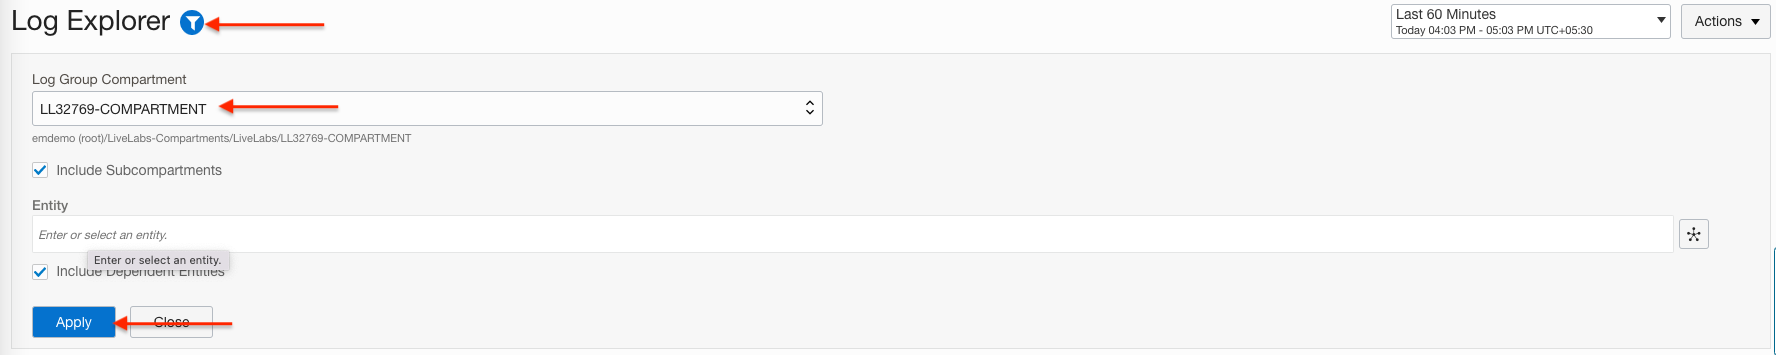 Log Explorer
Last 60 Minutes
Today 04:03 PM - 05:03 PM UTC+05:30
Actions
Log Group Compartment
LL32769-COMPARTMENT
emdemo (root)/LiveLabs-Compartments/LiveLabs/LL32769-COMPARTMENT
Include Subcompartments
Entity
Enter or select an entity.
Enter or select an entity.
Include Dependent Entities
Apply
Close